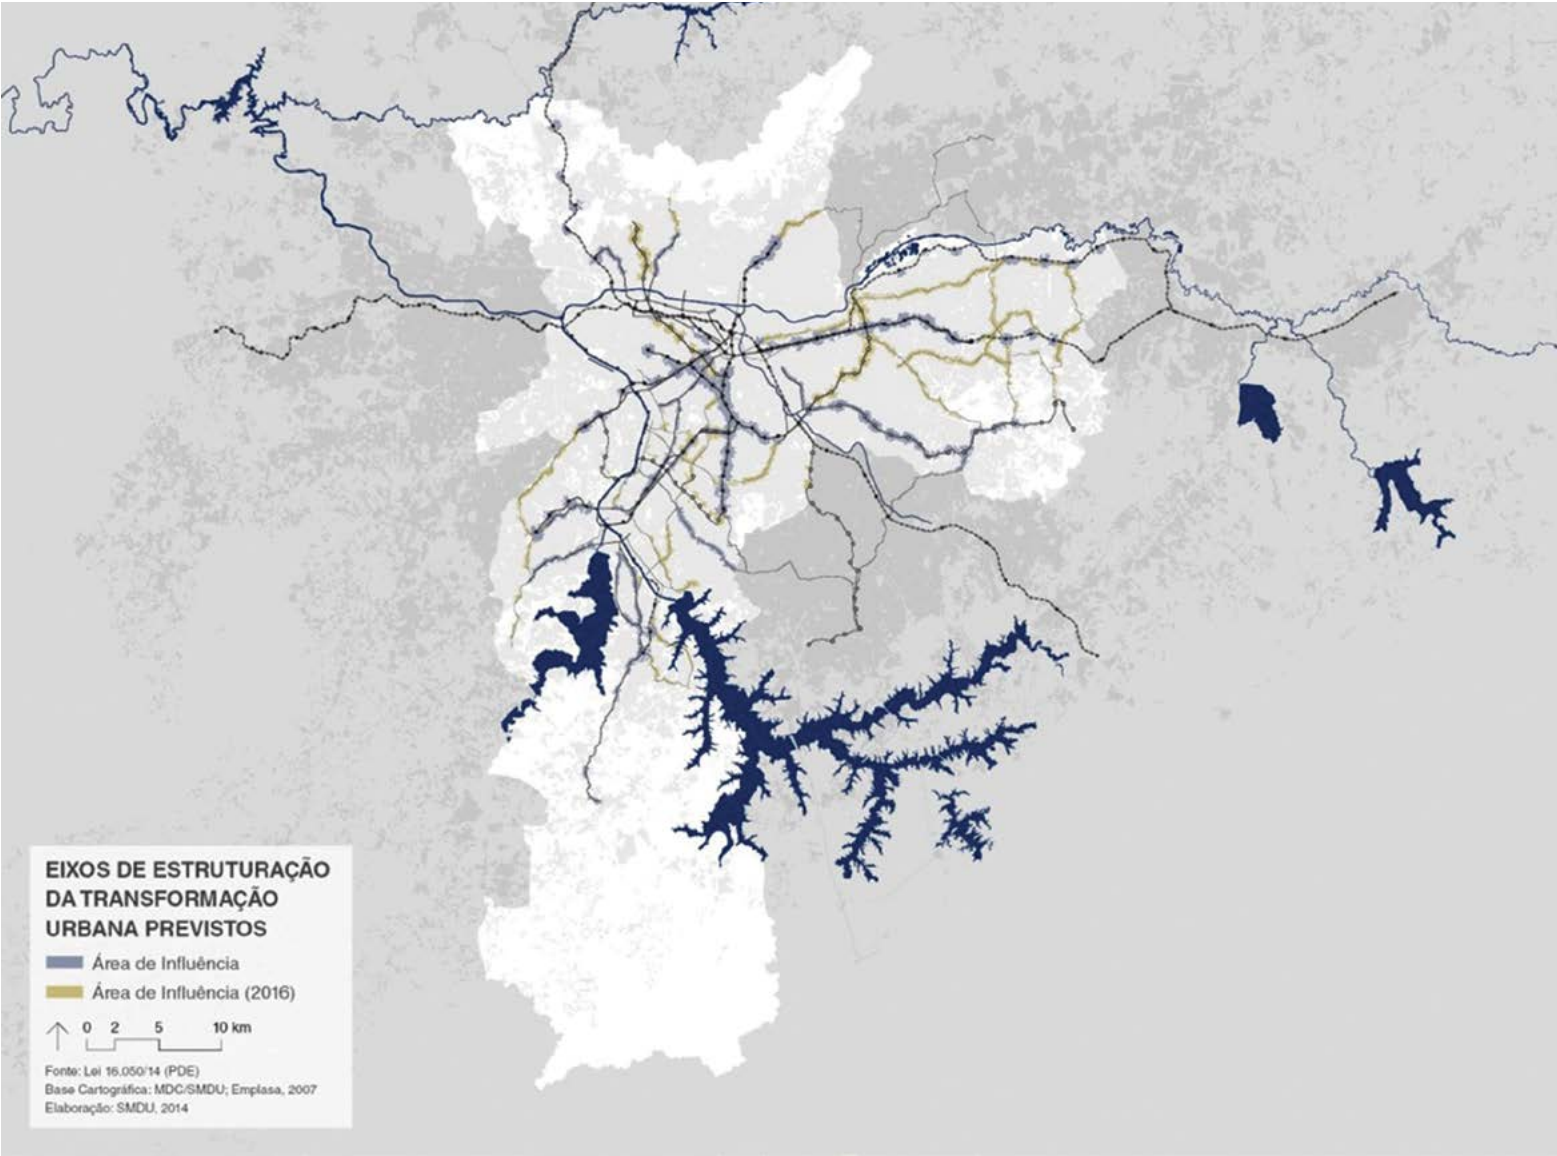 EIXOS DE ESTRUTURAÇÃO
DA TRANSFORMAÇÃO
URBANA PREVISTOS
Área de Influência
Área de Influência (2016)
0 2 5 10 km
Fonte: Lei 16.050/14 (PDE)
Base Cartográfica: MDC/SMDU; Emplasa, 2007
Elaboração: SMDU, 2014